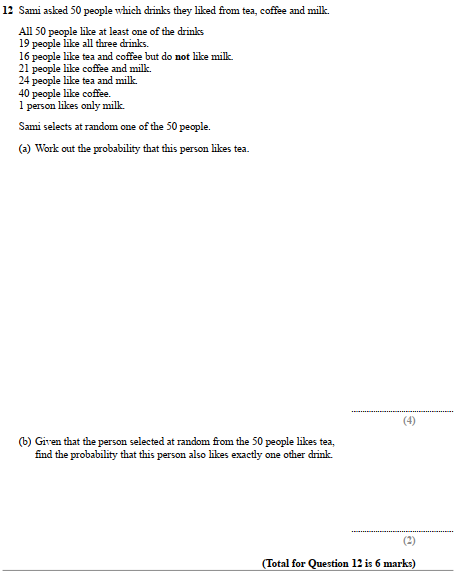 12 Sami asked 50 people which drinks they liked from tea, coffee and milk.
All 50 people like at least one of the drinks
19 people like all three drinks.
16 people like tea and coffee but do not like milk.
21 people like coffee and milk.
24 people like tea and milk.
40 people like coffee.
1 person likes only milk.
Sami selects at random one of the 50 people.
(a) Work out the probability that this person likes tea.
(4)
(b) Given that the person selected at random from the 50 people likes tea,
find the probability that this person also likes exactly one other drink.
(2)
(Total for Question 12 is 6 marks)